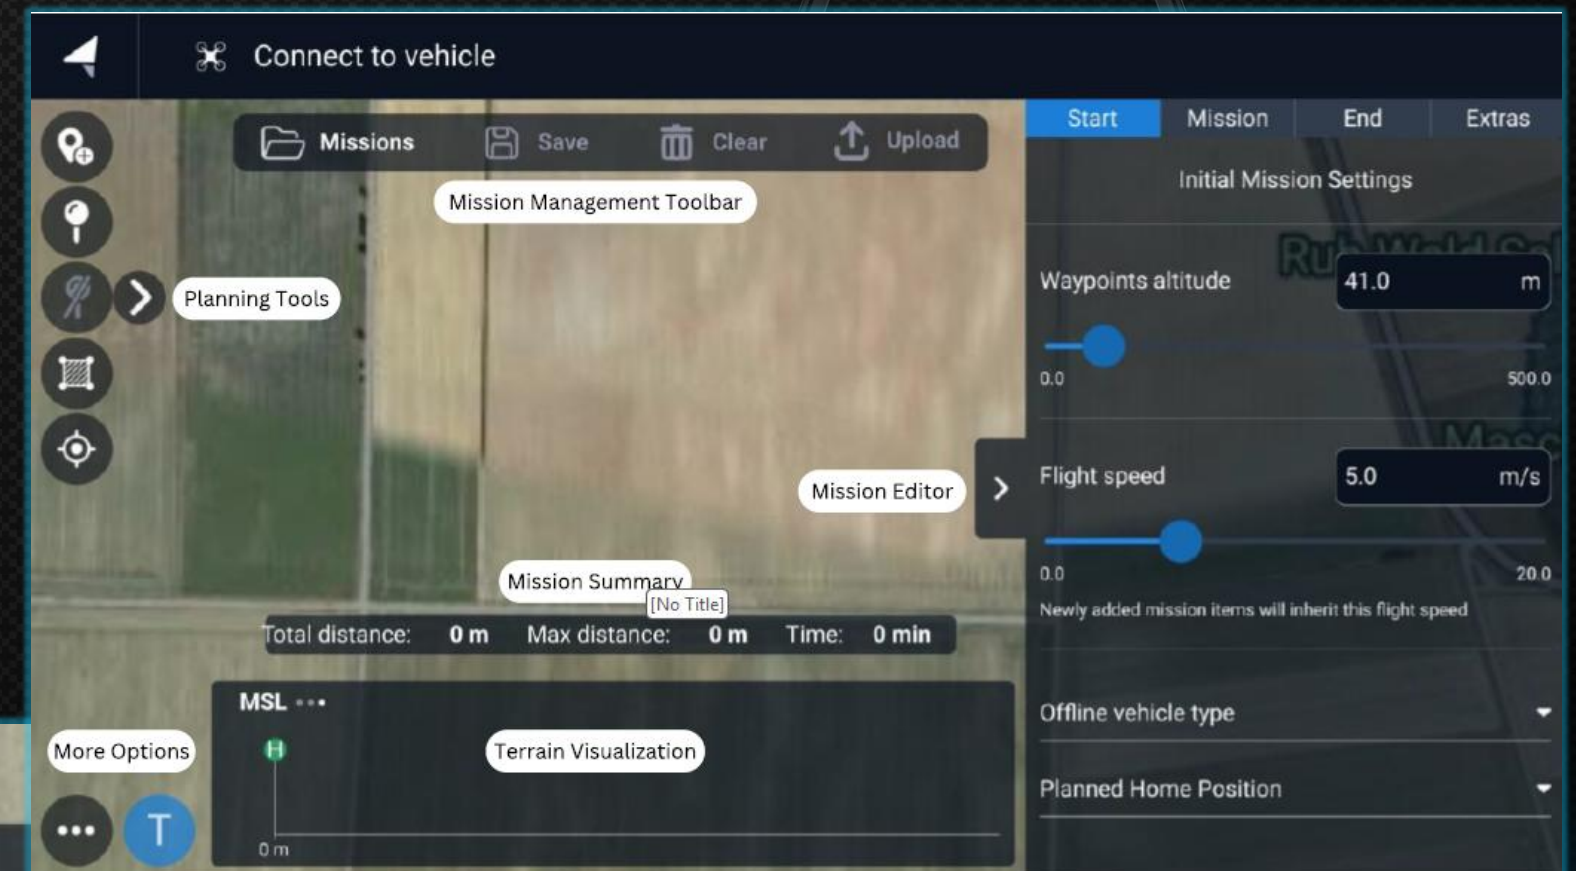 Connect to vehicle
Missions Save Clear Upload
Mission Management Toolbar
Planning Tools
Mission Editor
Mission Summary
[No Title]
Total distance: 0 m Max distance: 0 m Time: 0 min
MSL
H
Terrain Visualization
0 m
More Options
T
Start Mission End Extras
Initial Mission Settings
Waypoints altitude 41.0 m
0.0 500.0
Flight speed 5.0 m/s
0.0 20.0
Newly added mission items will inherit this flight speed
Offline vehicle type
Planned Home Position